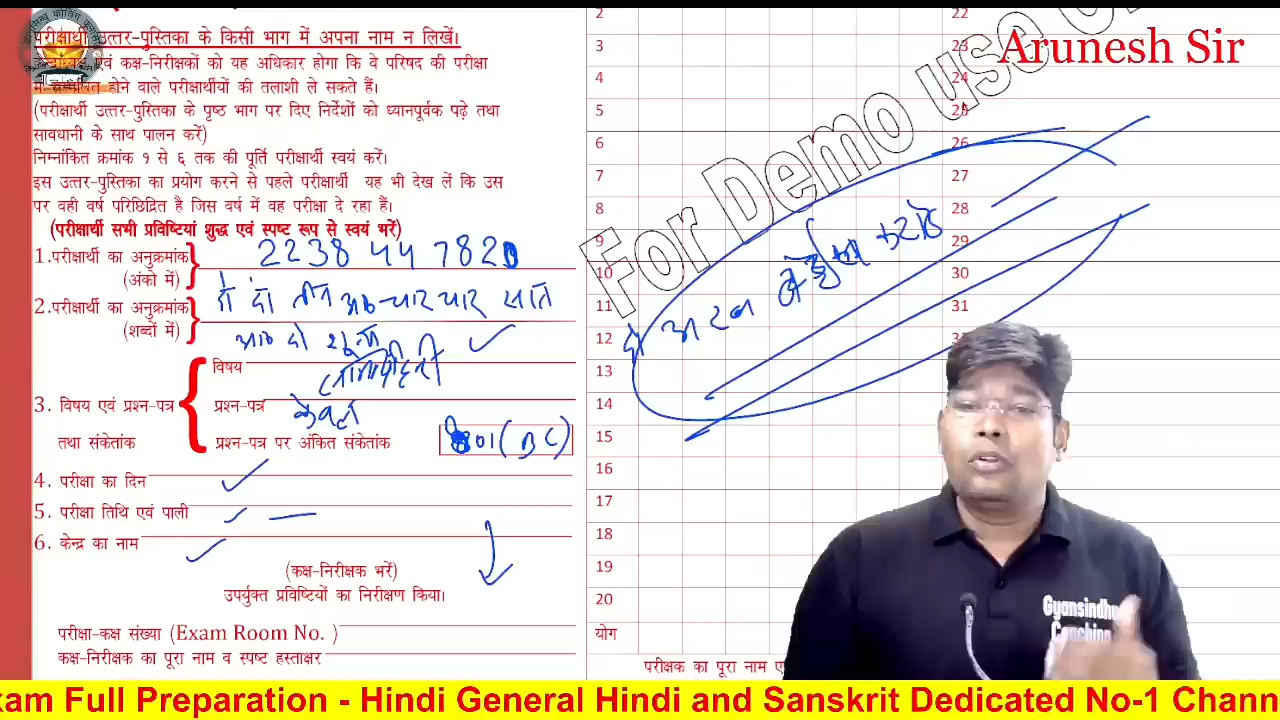 Arunesh Sir
परीक्षार्थी उत्तर-पुस्तिका के किसी भाग में अपना नाम न लिखें।
एवं कक्ष-निरीक्षकों को यह अधिकार होगा कि वे परिषद की परीक्षा
होने वाले परीक्षार्थीयों की तलाशी ले सकते हैं।
(परीक्षार्थी उत्तर-पुस्तिका के पृष्ठ भाग पर दिए निर्देशों को ध्यानपूर्वक पढ़े तथा
सावधानी के साथ पालन करें)
निम्नांकित क्रमांक १ से ६ तक की पूर्ति परीक्षार्थी स्वयं करें।
इस उत्तर-पुस्तिका का प्रयोग करने से पहले परीक्षार्थी यह भी देख लें कि उस
पर वही वर्ष परिछिद्रित है जिस वर्ष में वह परीक्षा दे रहा हैं।
(परीक्षार्थी सभी प्रविष्टियां शुद्ध एवं स्पष्ट रूप से स्वयं भरें)
1. परीक्षार्थी का अनुक्रमांक
(अंको में)
2238 44 7820
2. परीक्षार्थी का अनुक्रमांक
(शब्दों में)
दो तीन आठ चार चार सात
आठ दो शून्य
विषय
3. विषय एवं प्रश्न-पत्र
तथा संकेतांक
प्रश्न-पत्र
केवल
प्रश्न-पत्र पर अंकित संकेतांक
01(BC)
4. परीक्षा का दिन
5. परीक्षा तिथि एवं पाली
6. केन्द्र का नाम
(कक्ष-निरीक्षक भरें)
उपर्युक्त प्रविष्टियों का निरीक्षण किया।
परीक्षा-कक्ष संख्या (Exam Room No. )
कक्ष-निरीक्षक का पूरा नाम व स्पष्ट हस्ताक्षर
2 22
3 23
4 24
5 25
6 26
7 27
8 28
9 29
10 30
11 31
12
13
14
15
16
17
18
19
20
योग
परीक्षक का पूरा नाम
For Demo use
दो अरब
Gyansindhu
Coaching
xam Full Preparation - Hindi General Hindi and Sanskrit Dedicated No-1 Chann